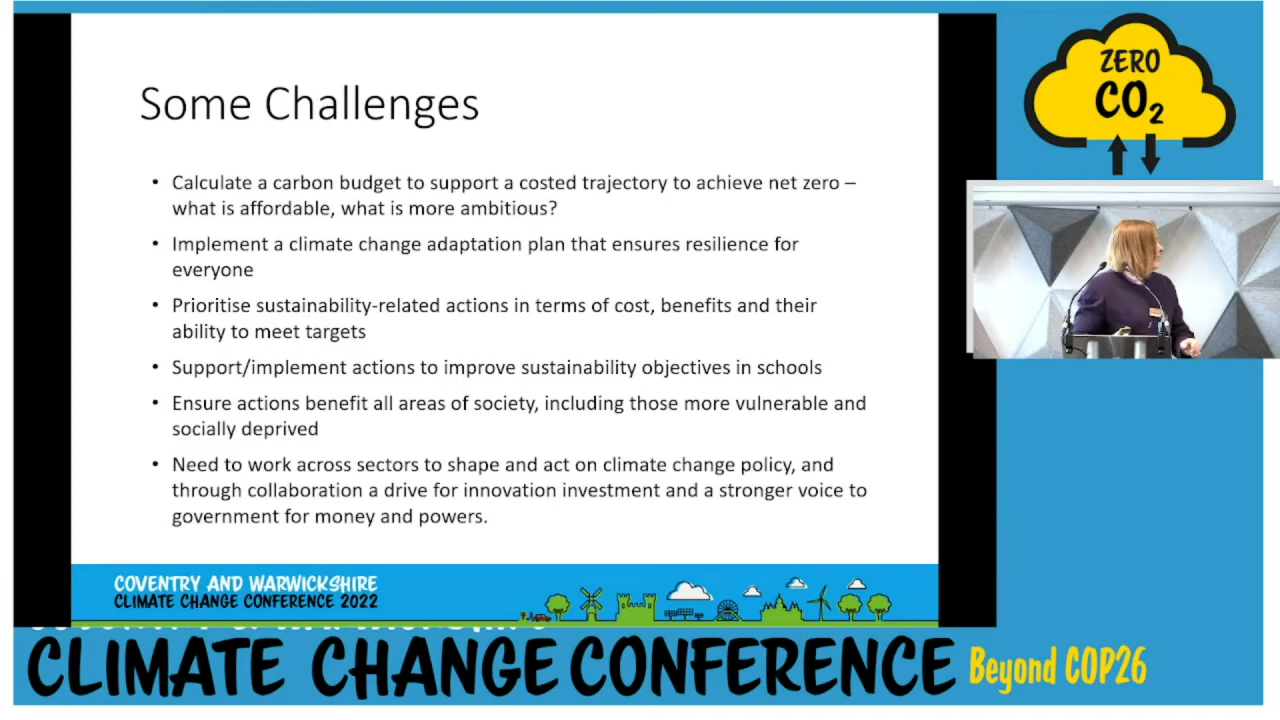 Some Challenges
• Calculate a carbon budget to support a costed trajectory to achieve net zero –
what is affordable, what is more ambitious?
• Implement a climate change adaptation plan that ensures resilience for
everyone
• Prioritise sustainability-related actions in terms of cost, benefits and their
ability to meet targets
• Support/implement actions to improve sustainability objectives in schools
• Ensure actions benefit all areas of society, including those more vulnerable and
socially deprived
• Need to work across sectors to shape and act on climate change policy, and
through collaboration a drive for innovation investment and a stronger voice to
government for money and powers.
COVENTRY AND WARWICKSHIRE
CLIMATE CHANGE CONFERENCE 2022
ZERO
CO₂
CLIMATE CHANGE CONFERENCE Beyond COP26